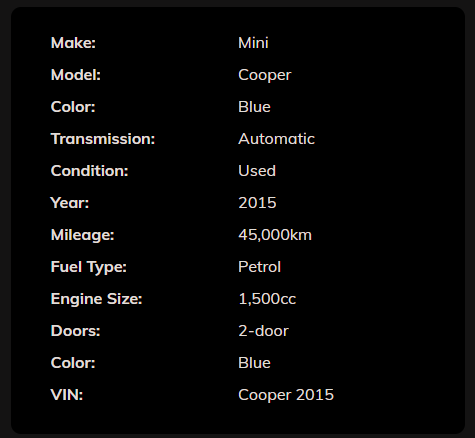 Make: Mini
Model: Cooper
Color: Blue
Transmission: Automatic
Condition: Used
Year: 2015
Mileage: 45,000km
Fuel Type: Petrol
Engine Size: 1,500cc
Doors: 2-door
Color: Blue
VIN: Cooper 2015